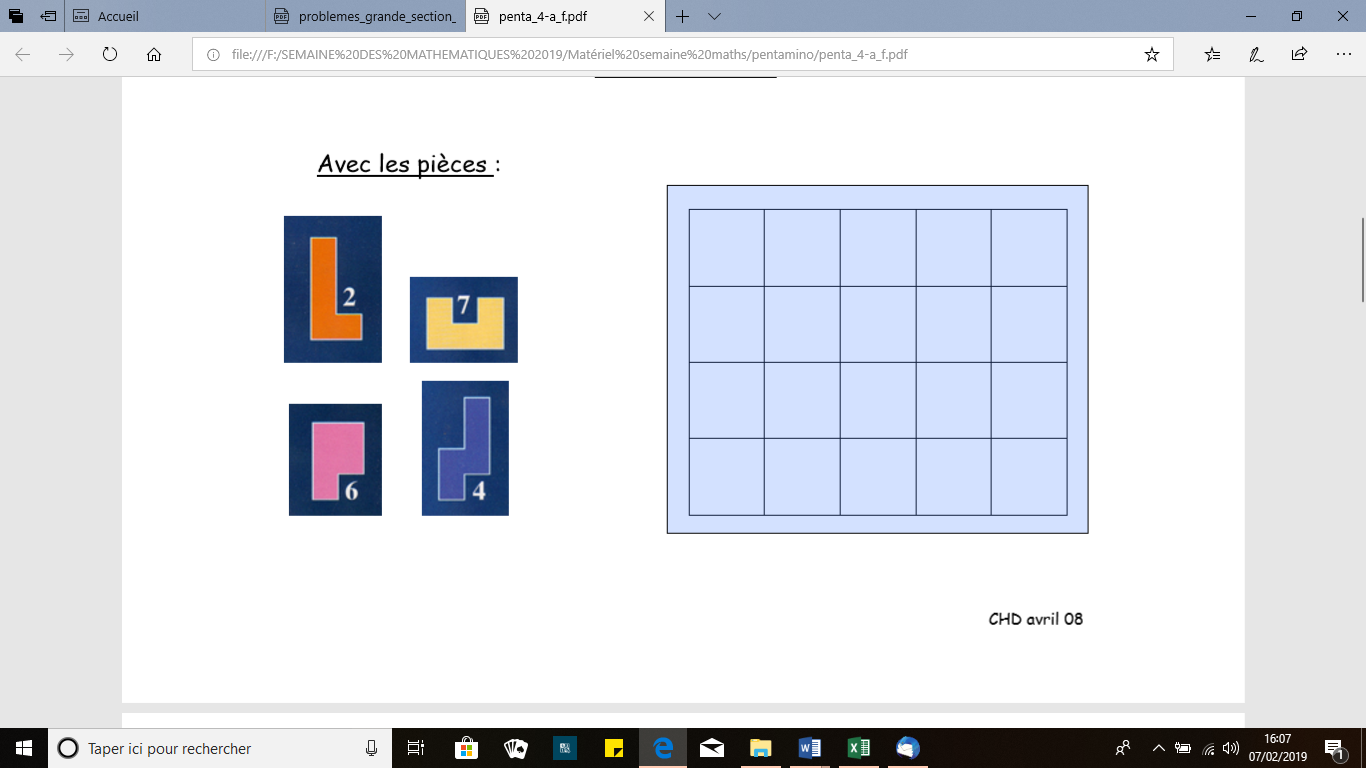 Accueil
problemes_grande_section_
penta_4-a_f.pdf
file:///F:/SEMAINE%20DES%20MATHEMATIQUES%202019/Matériel%20semaine%20maths/pentamino/penta_4-a_f.pdf
Avec les pièces :
2
7
6
4
CHD avril 08
Taper ici pour rechercher
16:07
07/02/2019
1